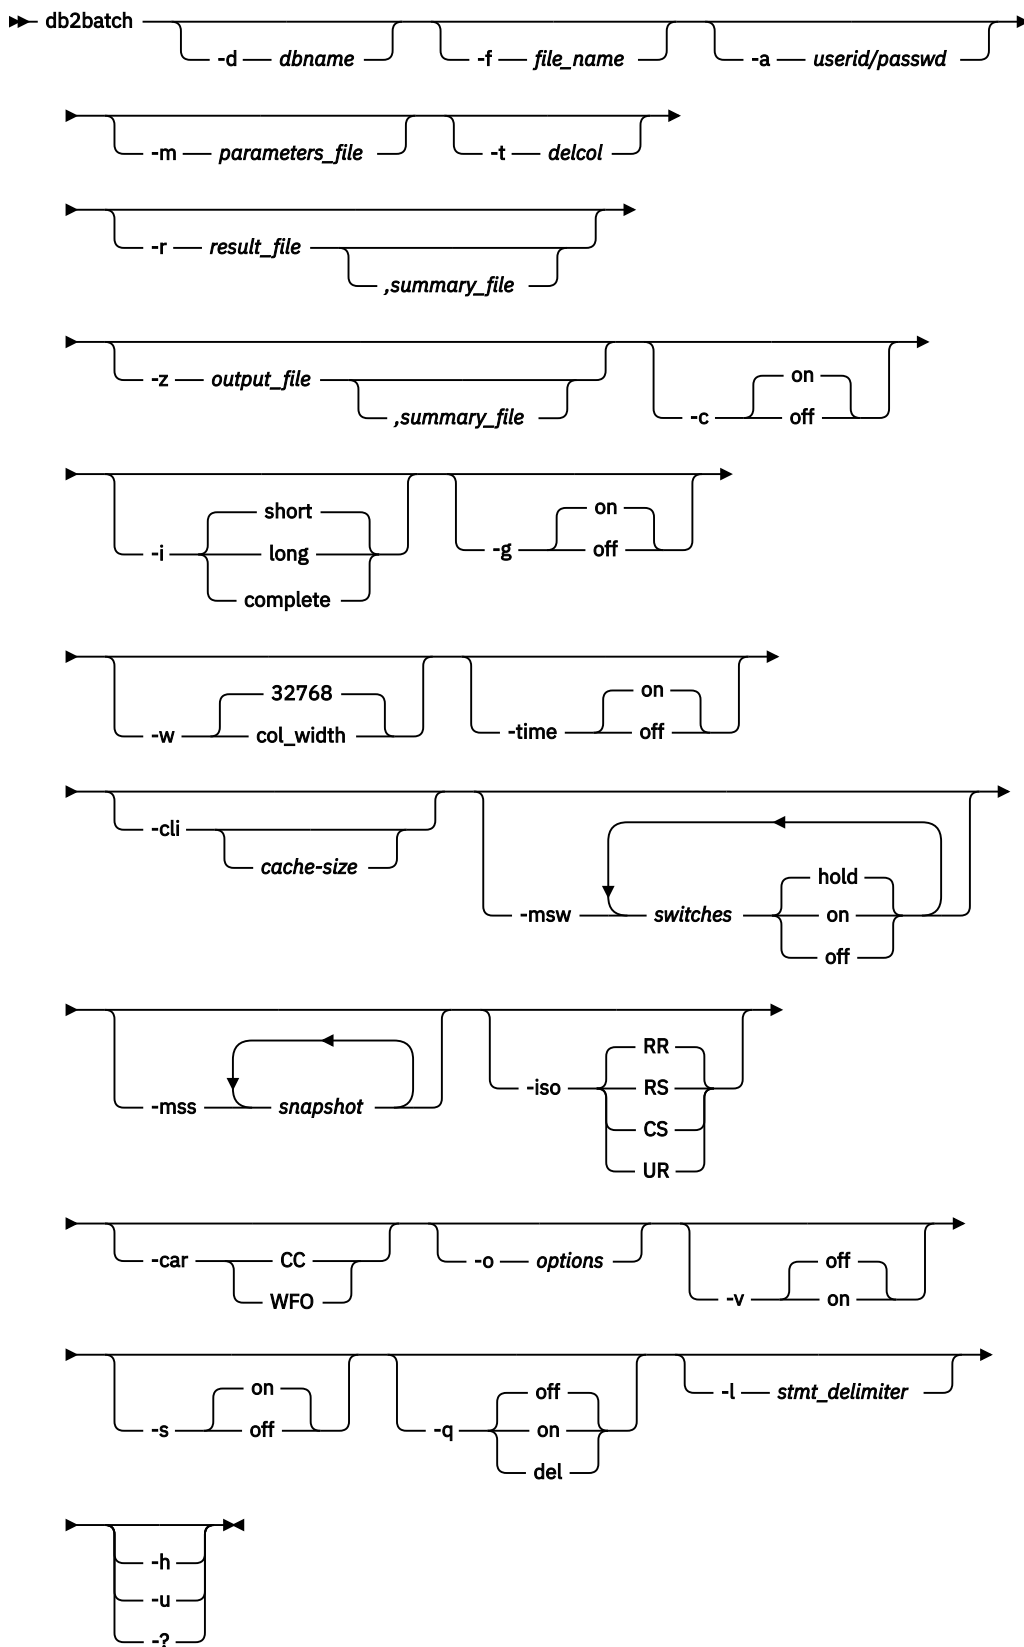 db2batch
-d dbname -f file_name -a userid/passwd
-m parameters_file -t delcol
-r result_file
,summary_file
-z output_file
,summary_file
-c
on
off
-i
short
long
complete
-g
on
off
-w
32768
col_width
-time
on
off
-cli
cache-size
-msw switches
hold
on
off
-mss snapshot
-iso
RR
RS
CS
UR
-car
CC
WFO
-o options
-v
off
on
-s
on
off
-q
off
on
del
-l stmt_delimiter
-h
-u
-?